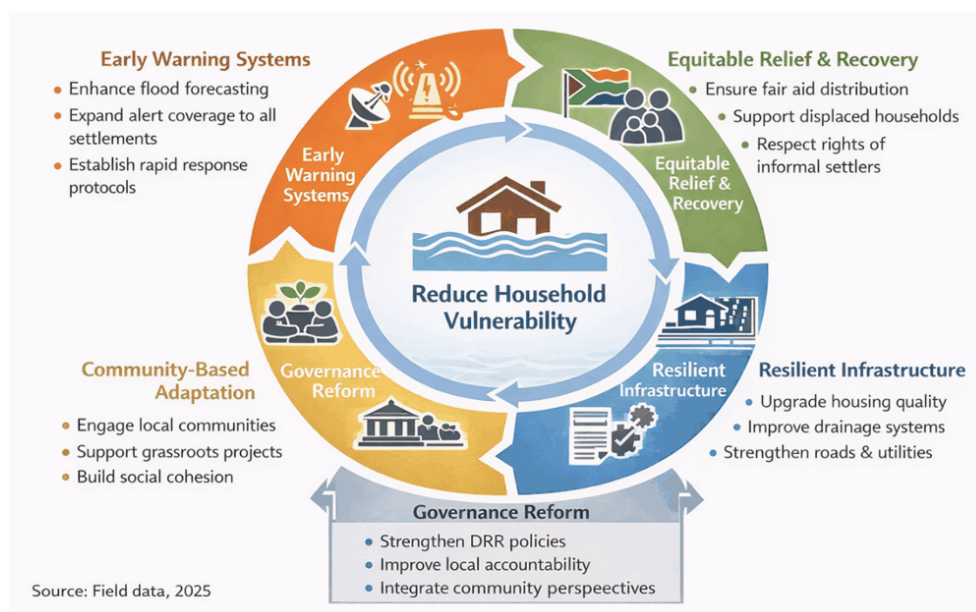 Early Warning Systems
• Enhance flood forecasting
• Expand alert coverage to all
settlements
• Establish rapid response
protocols
Equitable Relief & Recovery
• Ensure fair aid distribution
• Support displaced households
• Respect rights of
informal settlers
Early
Warning
Systems
Equitable
Relief &
Recovery
Reduce Household
Vulnerability
Governance
Reform
Resilient
Infrastructure
Community-Based
Adaptation
• Engage local communities
• Support grassroots projects
• Build social cohesion
Resilient Infrastructure
• Upgrade housing quality
• Improve drainage systems
• Strengthen roads & utilities
Governance Reform
• Strengthen DRR policies
• Improve local accountability
• Integrate community perspeectives
Source: Field data, 2025